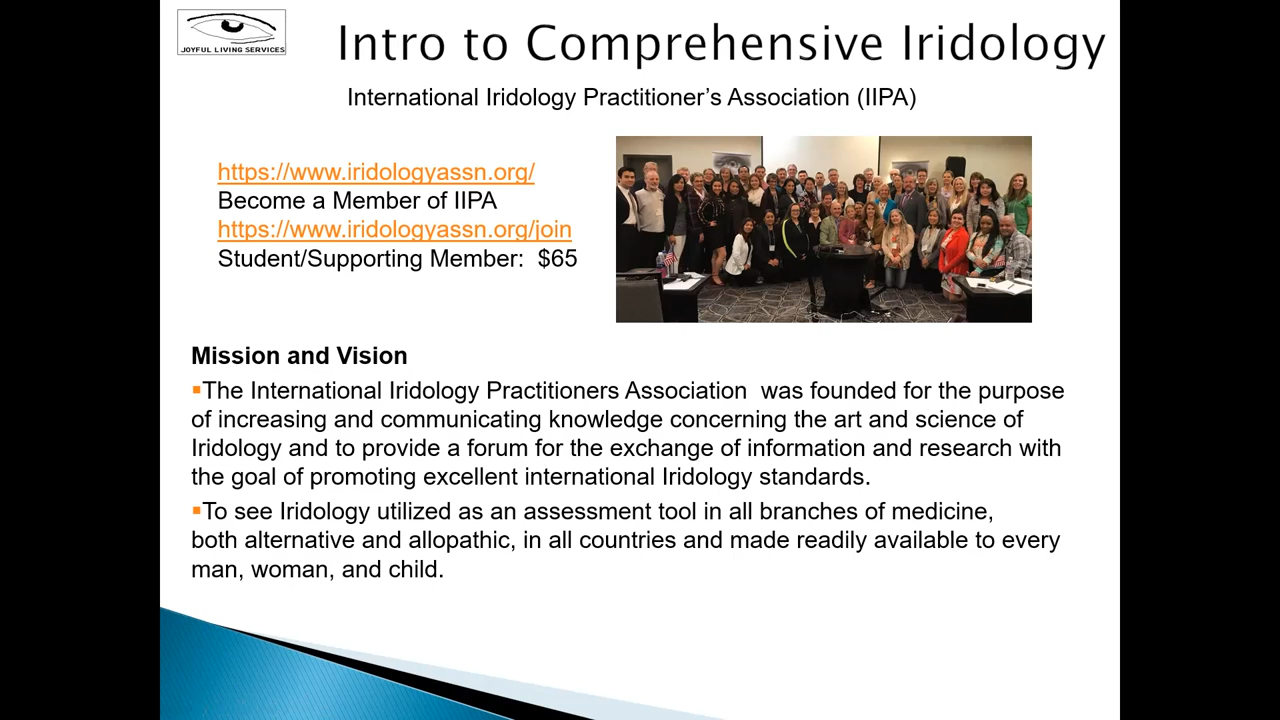 JOYFUL LIVING SERVICES
Intro to Comprehensive Iridology
International Iridology Practitioner’s Association (IIPA)
https://www.iridologyassn.org/
Become a Member of IIPA
https://www.iridologyassn.org/join
Student/Supporting Member:  $65
Mission and Vision
▪The International Iridology Practitioners Association  was founded for the purpose
of increasing and communicating knowledge concerning the art and science of
Iridology and to provide a forum for the exchange of information and research with
the goal of promoting excellent international Iridology standards.
▪To see Iridology utilized as an assessment tool in all branches of medicine,
both alternative and allopathic, in all countries and made readily available to every
man, woman, and child.